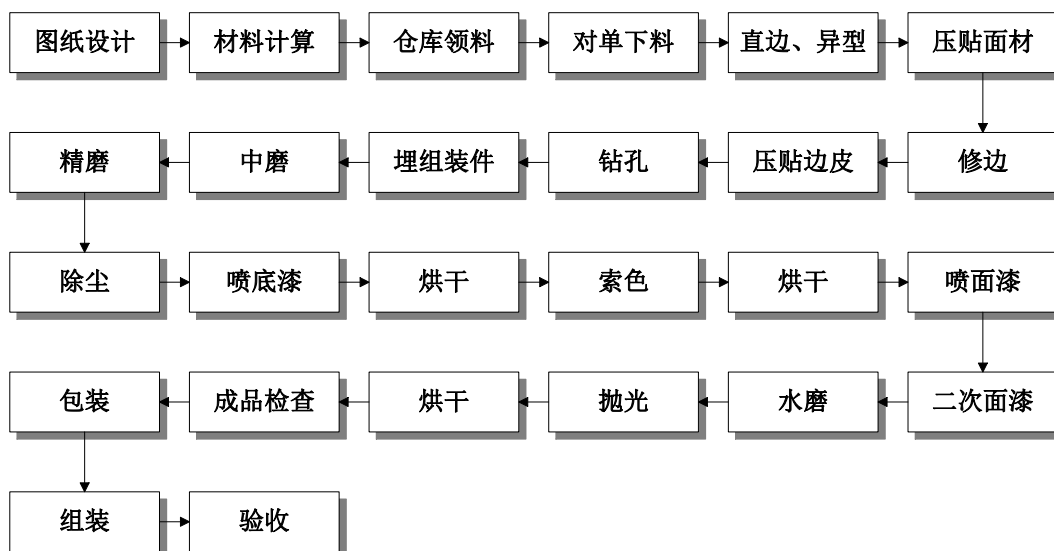 图纸设计
材料计算
仓库领料
对单下料
直边、异型
压贴面材
修边
压贴边皮
钻孔
埋组装件
中磨
精磨
除尘
喷底漆
烘干
索色
烘干
喷面漆
二次面漆
水磨
抛光
烘干
成品检查
包装
组装
验收